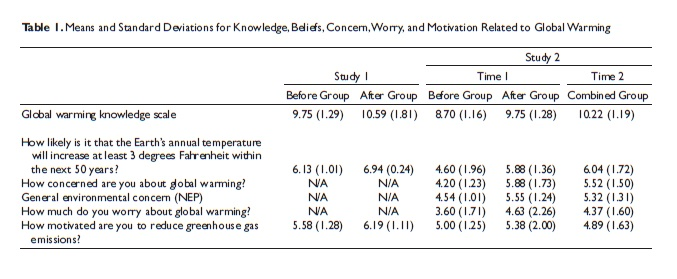 Table 1. Means and Standard Deviations for Knowledge, Beliefs, Concern, Worry, and Motivation Related to Global Warming
Study 2
Study 1 Time 1 Time 2
Before Group After Group Before Group After Group Combined Group
Global warming knowledge scale 9.75 (1.29) 10.59 (1.81) 8.70 (1.16) 9.75 (1.28) 10.22 (1.19)
How likely is it that the Earth's annual temperature
will increase at least 3 degrees Fahrenheit within
the next 50 years? 6.13 (1.01) 6.94 (0.24) 4.60 (1.96) 5.88 (1.36) 6.04 (1.72)
How concerned are you about global warming? N/A N/A 4.20 (1.23) 5.88 (1.73) 5.52 (1.50)
General environmental concern (NEP) N/A N/A 4.54 (1.01) 5.55 (1.24) 5.32 (1.31)
How much do you worry about global warming? N/A N/A 3.60 (1.71) 4.63 (2.26) 4.37 (1.60)
How motivated are you to reduce greenhouse gas 5.58 (1.28) 6.19 (1.11) 5.00 (1.25) 5.38 (2.00) 4.89 (1.63)
emissions?